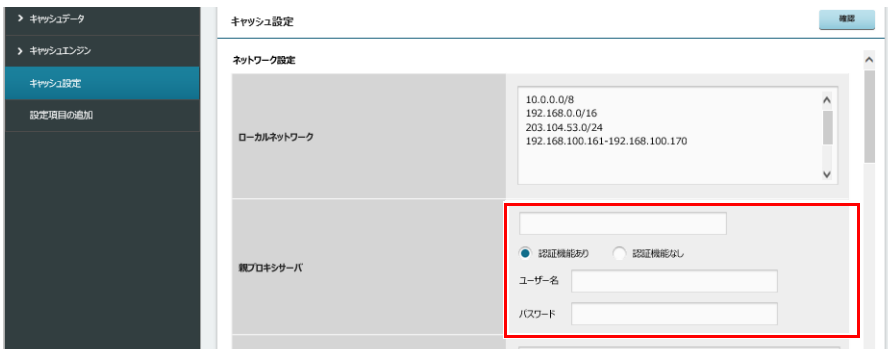 キャッシュデータ
キャッシュエンジン
キャッシュ設定
設定項目の追加
キャッシュ設定
確認
ネットワーク設定
ローカルネットワーク
10.0.0.0/8
192.168.0.0/16
203.104.53.0/24
192.168.100.161-192.168.100.170
親プロキシサーバ
認証機能あり 認証機能なし
ユーザー名
パスワード